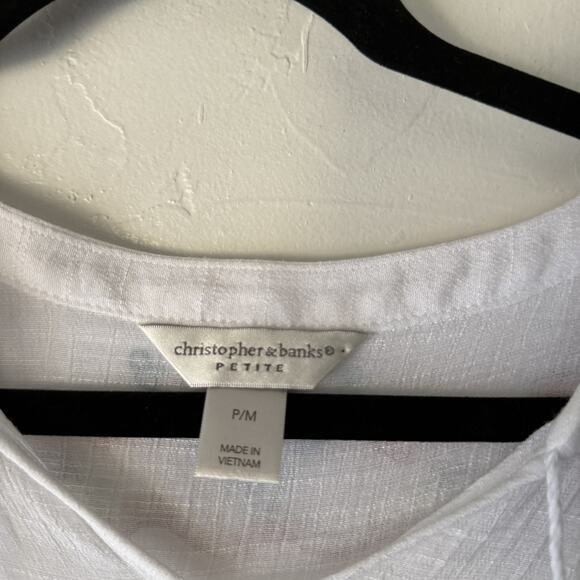 christopher&banks®
PETITE
P/M
MADE IN
VIETNAM